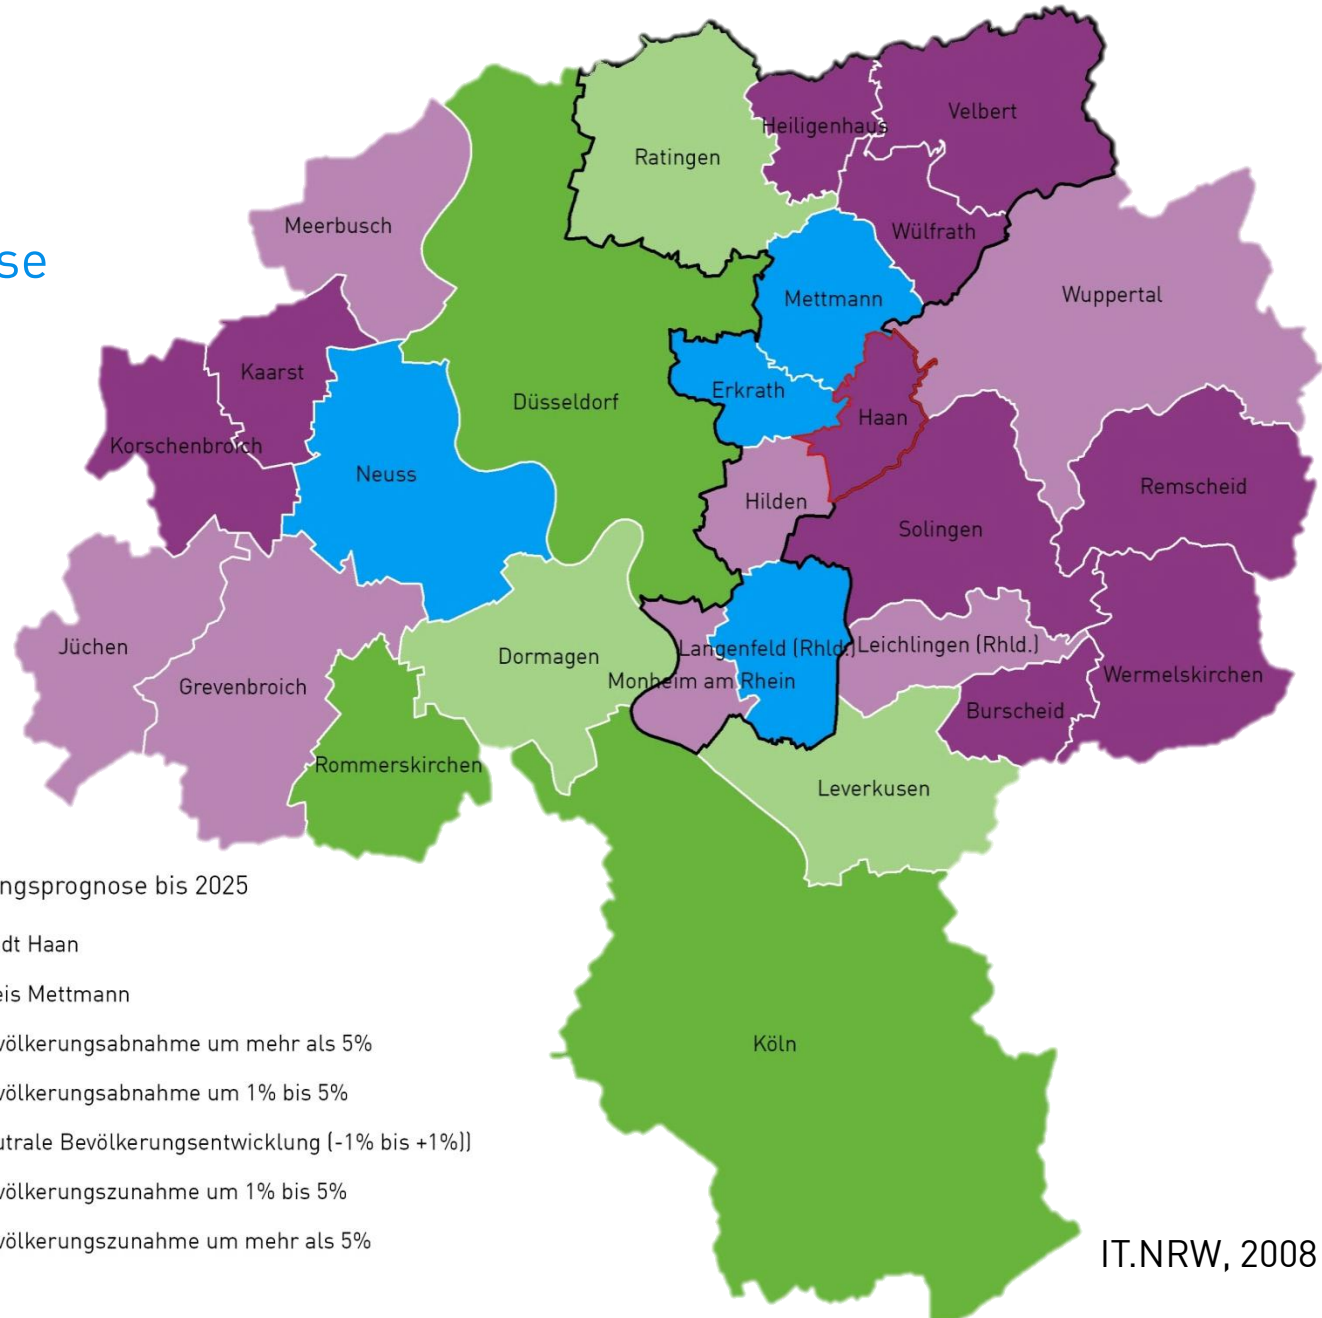 Velbert
Heiligenhaus
Ratingen
Meerbusch
Wülfrath
se
Mettmann
Wuppertal
Kaarst
Erkrath
Düsseldorf
Haan
Korschenbroich
Neuss
Remscheid
Hilden
Solingen
Jüchen
Langenfeld (Rhld.)
Leichlingen (Rhld.)
Dormagen
Wermelskirchen
Monheim am Rhein
Grevenbroich
Burscheid
Rommerskirchen
Leverkusen
ngsprognose bis 2025
dt Haan
eis Mettmann
Köln
völkerungsabnahme um mehr als 5%
völkerungsabnahme um 1% bis 5%
utrale Bevölkerungsentwicklung (-1% bis +1%))
völkerungszunahme um 1% bis 5%
völkerungszunahme um mehr als 5%
IT.NRW, 2008